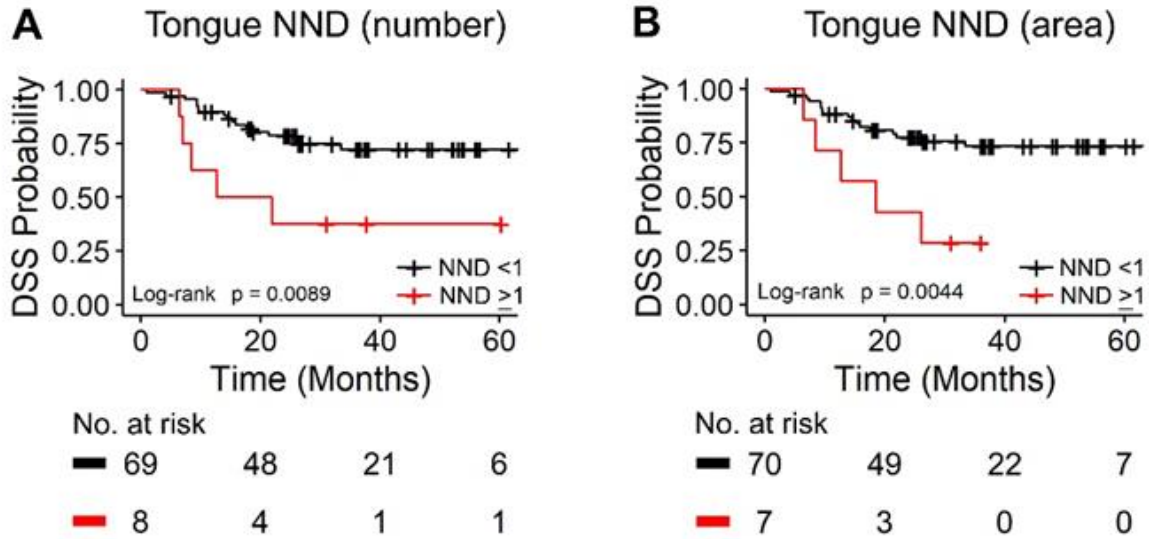 A Tongue NND (number)
DSS Probability
1.00
0.75
0.50
0.25
0.00
NND <1
NND ≥1
Log-rank p = 0.0089
0 20 40 60
Time (Months)
No. at risk
69 48 21 6
8 4 1 1
B Tongue NND (area)
DSS Probability
1.00
0.75
0.50
0.25
0.00
NND <1
NND ≥1
Log-rank p = 0.0044
0 20 40 60
Time (Months)
No. at risk
70 49 22 7
7 3 0 0